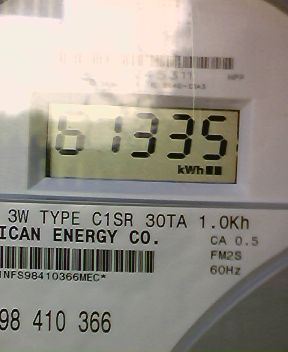 61335
kWh
3W TYPE C1SR 30TA 1.0Kh
ICAN ENERGY CO.
CA 0.5
FM2S
60Hz
INFS98410366MEC*
98 410 366